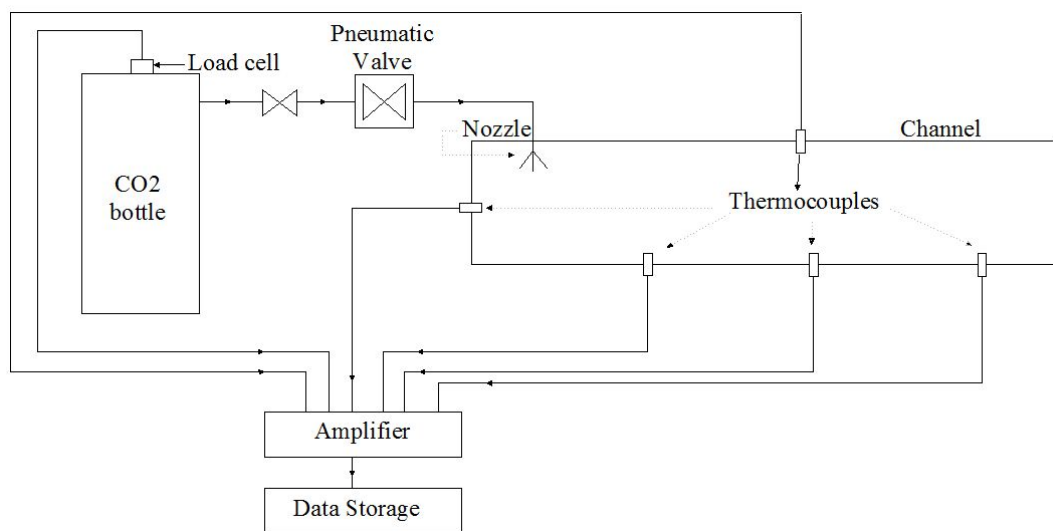 Pneumatic
Valve
Load cell
Nozzle
Channel
CO2
bottle
Thermocouples
Amplifier
Data Storage